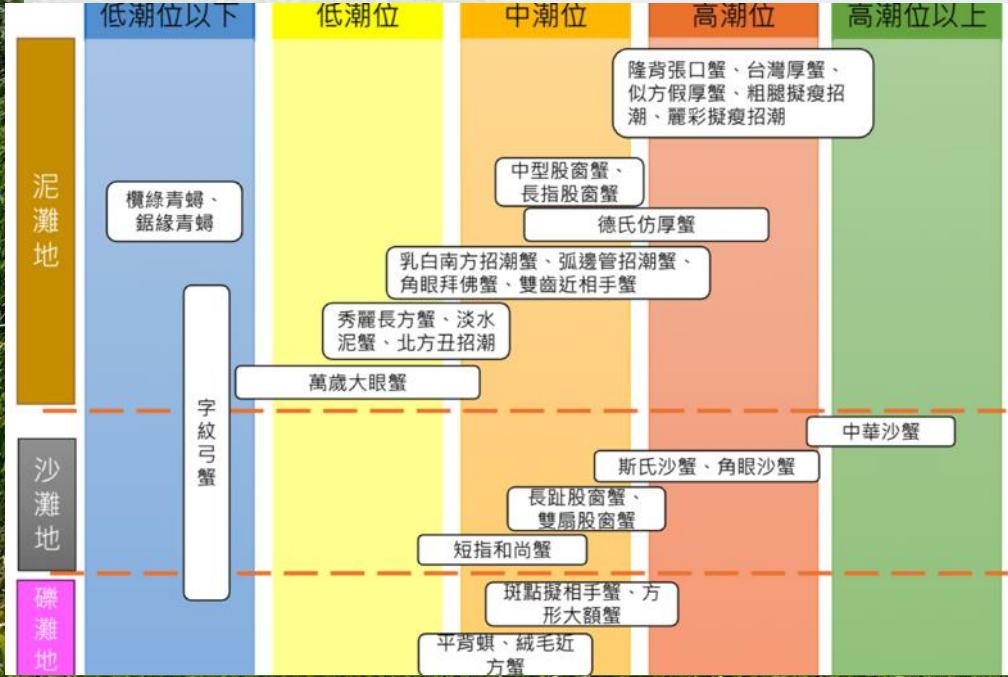 低潮位以下
低潮位
中潮位
高潮位
高潮位以上
泥灘地
隆背張口蟹、台灣厚蟹、
似方假厚蟹、粗腿擬瘦招
潮、麗彩擬瘦招潮
中型股窗蟹、
長指股窗蟹
欖綠青蟳、
鋸緣青蟳
德氏仿厚蟹
乳白南方招潮蟹、弧邊管招潮蟹、
角眼拜佛蟹、雙齒近相手蟹
秀麗長方蟹、淡水
泥蟹、北方丑招潮
萬歲大眼蟹
字紋弓蟹
沙灘地
中華沙蟹
斯氏沙蟹、角眼沙蟹
長趾股窗蟹、
雙扇股窗蟹
短指和尚蟹
礫灘地
斑點擬相手蟹、方
形大額蟹
平背蜞、絨毛近
方蟹